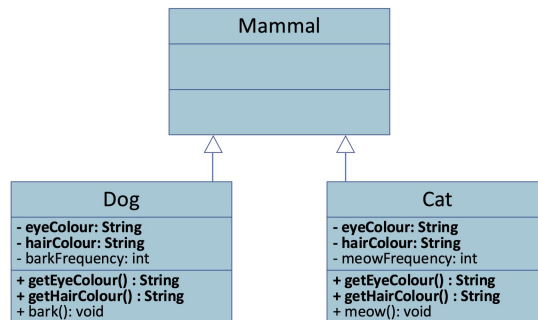 Mammal
Dog
- eyeColour: String
- hairColour: String
- barkFrequency: int
+ getEyeColour() : String
+ getHairColour() : String
+ bark(): void
Cat
- eyeColour: String
- hairColour: String
- meowFrequency: int
+ getEyeColour() : String
+ getHairColour() : String
+ meow(): void